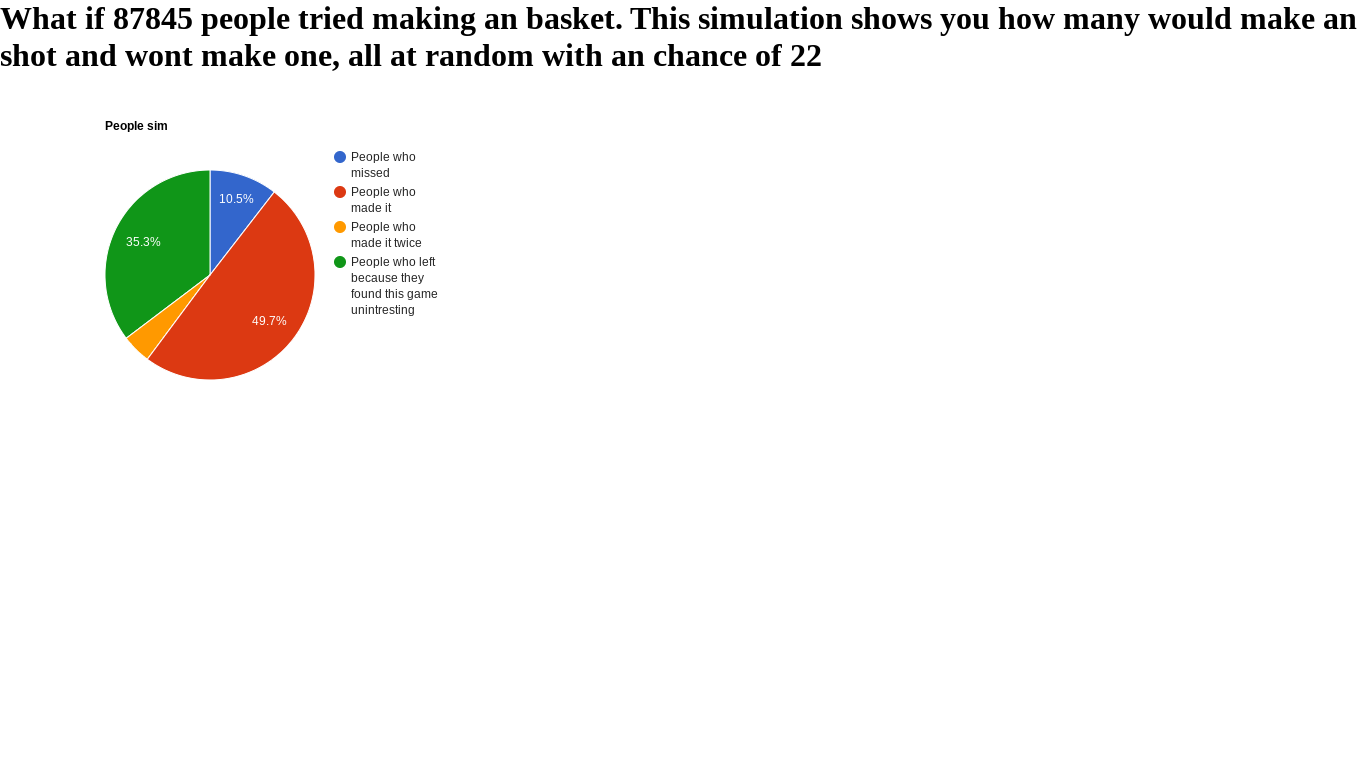 What if 87845 people tried making an basket. This simulation shows you how many would make an
shot and wont make one, all at random with an chance of 22
People sim
People who
missed
People who
made it
People who
made it twice
People who left
because they
found this game
unintresting
10.5%
35.3%
49.7%